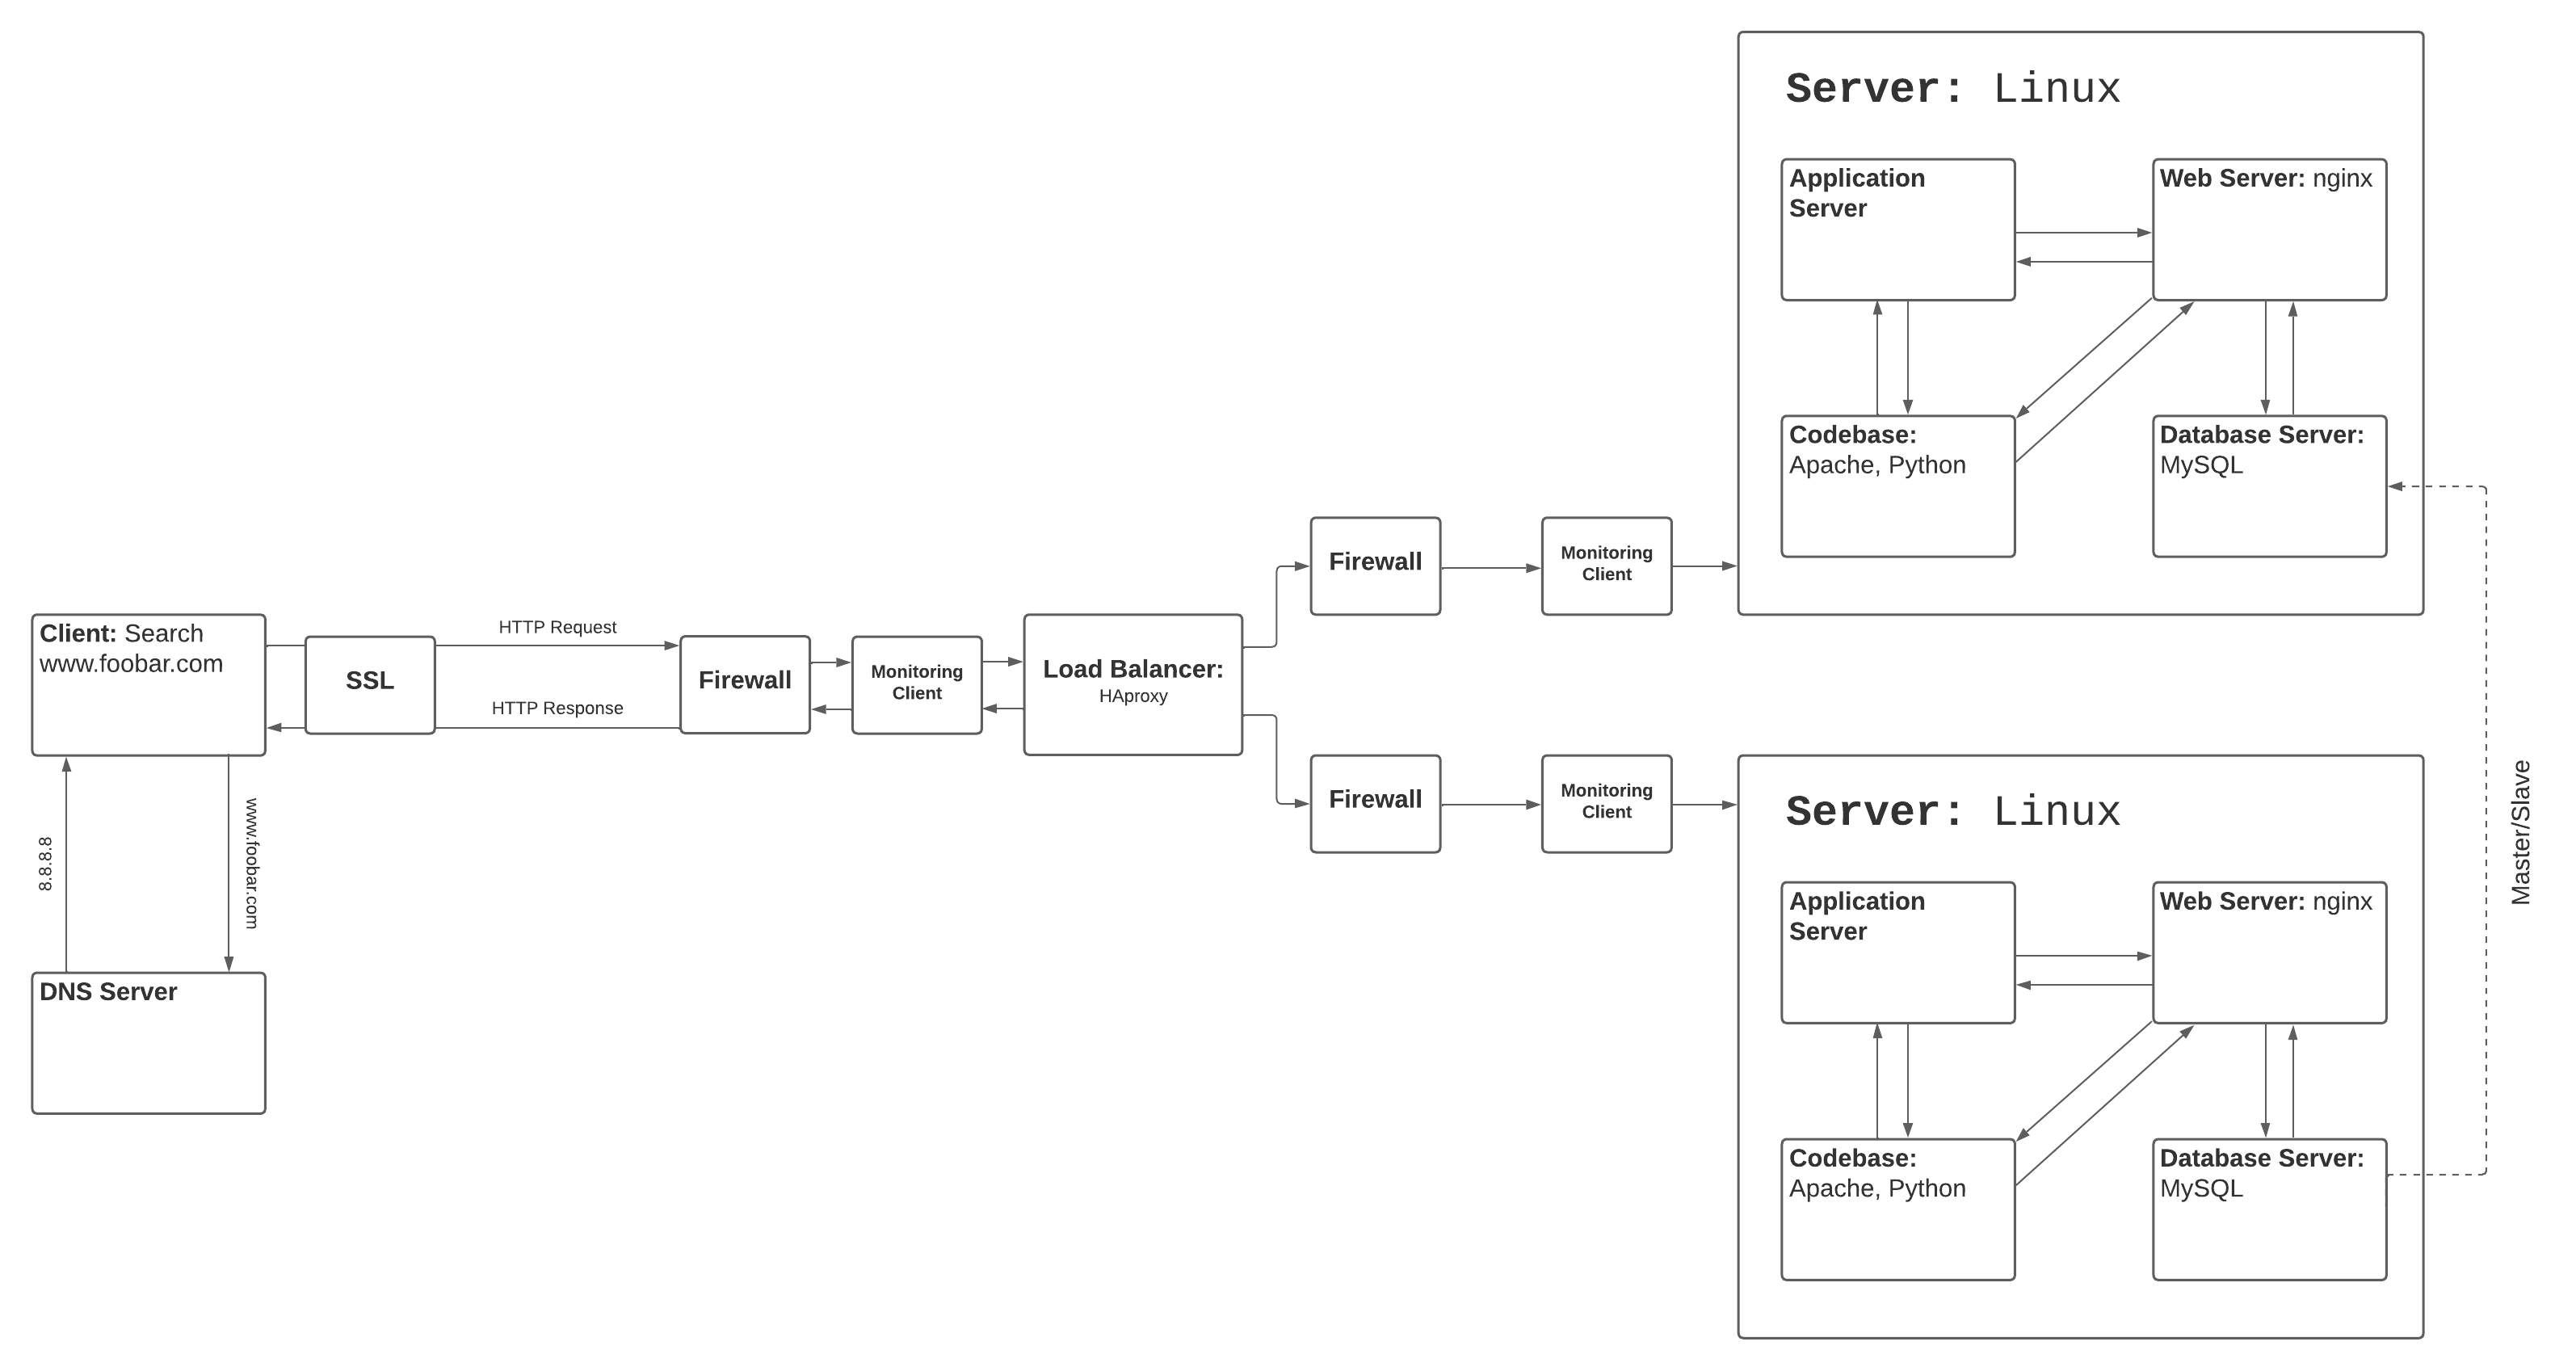 Server: Linux
Application
Server
Web Server: nginx
Codebase:
Apache, Python
Database Server:
MySQL
Firewall
Monitoring
Client
Client: Search
www.foobar.com
SSL
HTTP Request
HTTP Response
Firewall
Monitoring
Client
Load Balancer:
HAproxy
Firewall
Monitoring
Client
8.8.8.8
www.foobar.com
DNS Server
Server: Linux
Application
Server
Web Server: nginx
Codebase:
Apache, Python
Database Server:
MySQL
Master/Slave